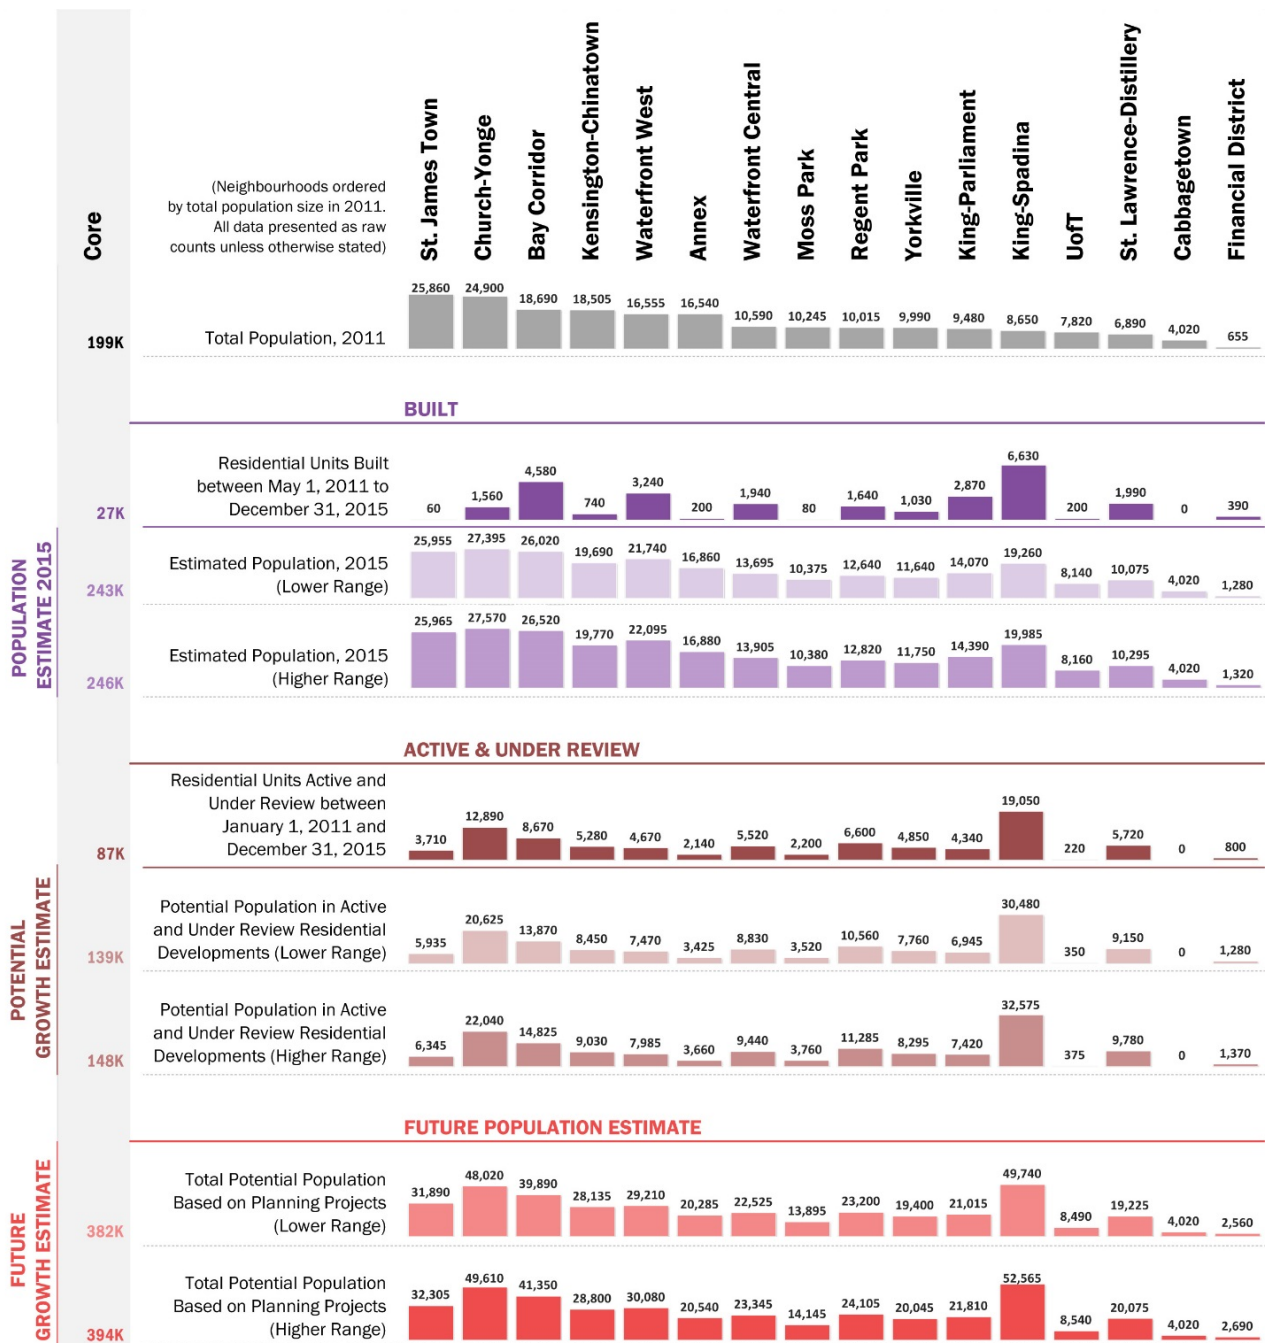 St. James Town
Church-Yonge
Bay Corridor
Kensington-Chinatown
Waterfront West
Annex
Waterfront Central
Moss Park
Regent Park
Yorkville
King-Parliament
King-Spadina
UofT
St. Lawrence-Distillery
Cabbagetown
Financial District
Core
(Neighbourhoods ordered
by total population size in 2011.
All data presented as raw
counts unless otherwise stated)
25,860 24,900 18,690 18,505 16,555 16,540 10,590 10,245 10,015 9,990 9,480 8,650 7,820 6,890 4,020 655
199K
Total Population, 2011
BUILT
Residential Units Built
between May 1, 2011 to
December 31, 2015
27K
60 1,560 4,580 740 3,240 200 1,940 80 1,640 1,030 2,870 6,630 200 1,990 0 390
POPULATION
ESTIMATE 2015
Estimated Population, 2015
(Lower Range)
243K
25,955 27,395 26,020 19,690 21,740 16,860 13,695 10,375 12,640 11,640 14,070 19,260 8,140 10,075 4,020 1,280
Estimated Population, 2015
(Higher Range)
246K
25,965 27,570 26,520 19,770 22,095 16,880 13,905 10,380 12,820 11,750 14,390 19,985 8,160 10,295 4,020 1,320
ACTIVE & UNDER REVIEW
Residential Units Active and
Under Review between
January 1, 2011 and
December 31, 2015
87K
3,710 12,890 8,670 5,280 4,670 2,140 5,520 2,200 6,600 4,850 4,340 19,050 220 5,720 0 800
POTENTIAL
GROWTH ESTIMATE
Potential Population in Active
and Under Review Residential
Developments (Lower Range)
139K
5,935 20,625 13,870 8,450 7,470 3,425 8,830 3,520 10,560 7,760 6,945 30,480 350 9,150 0 1,280
Potential Population in Active
and Under Review Residential
Developments (Higher Range)
148K
6,345 22,040 14,825 9,030 7,985 3,660 9,440 3,760 11,285 8,295 7,420 32,575 375 9,780 0 1,370
FUTURE POPULATION ESTIMATE
FUTURE
GROWTH ESTIMATE
Total Potential Population
Based on Planning Projects
(Lower Range)
382K
31,890 48,020 39,890 28,135 29,210 20,285 22,525 13,895 23,200 19,400 21,015 49,740 8,490 19,225 4,020 2,560
Total Potential Population
Based on Planning Projects
(Higher Range)
394K
32,305 49,610 41,350 28,800 30,080 20,540 23,345 14,145 24,105 20,045 21,810 52,565 8,540 20,075 4,020 2,690